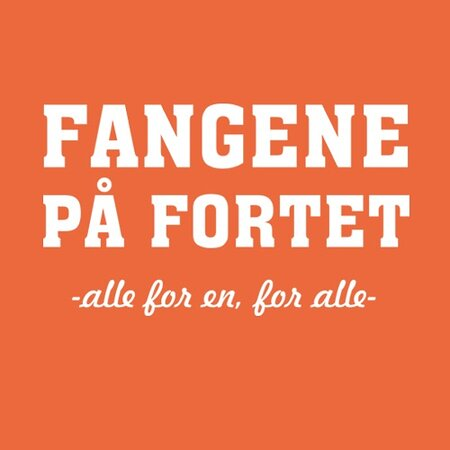 FANGENE
PÅ FORTET
-alle for en, for alle-